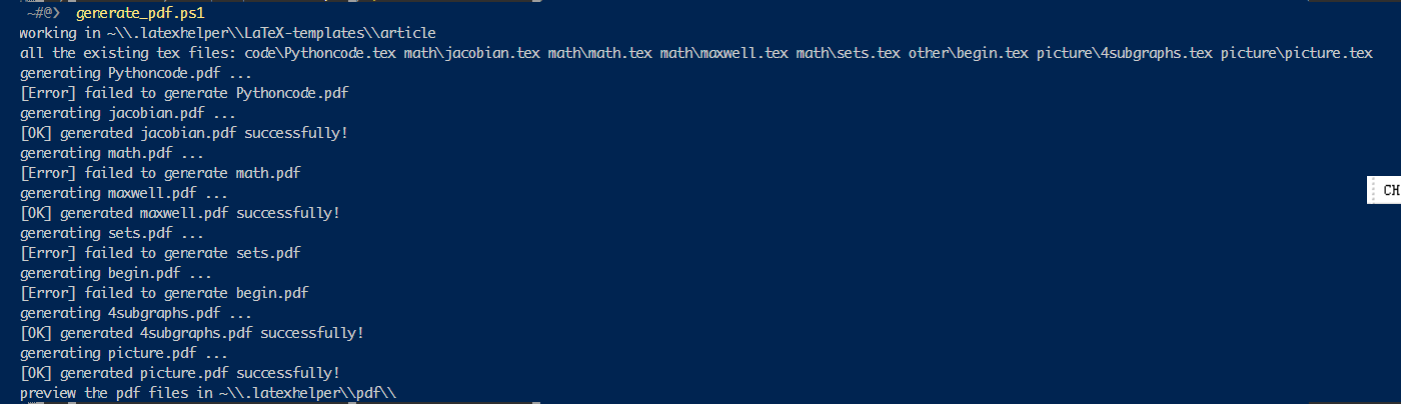 ~#@❯ generate_pdf.ps1
working in ~\\.latexhelper\\LaTeX-templates\\article
all the existing tex files: code\Pythoncode.tex math\jacobian.tex math\math.tex math\maxwell.tex math\sets.tex other\begin.tex picture\4subgraphs.tex picture\picture.tex
generating Pythoncode.pdf ...
[Error] failed to generate Pythoncode.pdf
generating jacobian.pdf ...
[OK] generated jacobian.pdf successfully!
generating math.pdf ...
[Error] failed to generate math.pdf
generating maxwell.pdf ...
[OK] generated maxwell.pdf successfully!
generating sets.pdf ...
[Error] failed to generate sets.pdf
generating begin.pdf ...
[Error] failed to generate begin.pdf
generating 4subgraphs.pdf ...
[OK] generated 4subgraphs.pdf successfully!
generating picture.pdf ...
[OK] generated picture.pdf successfully!
preview the pdf files in ~\\.latexhelper\\pdf\\
CH